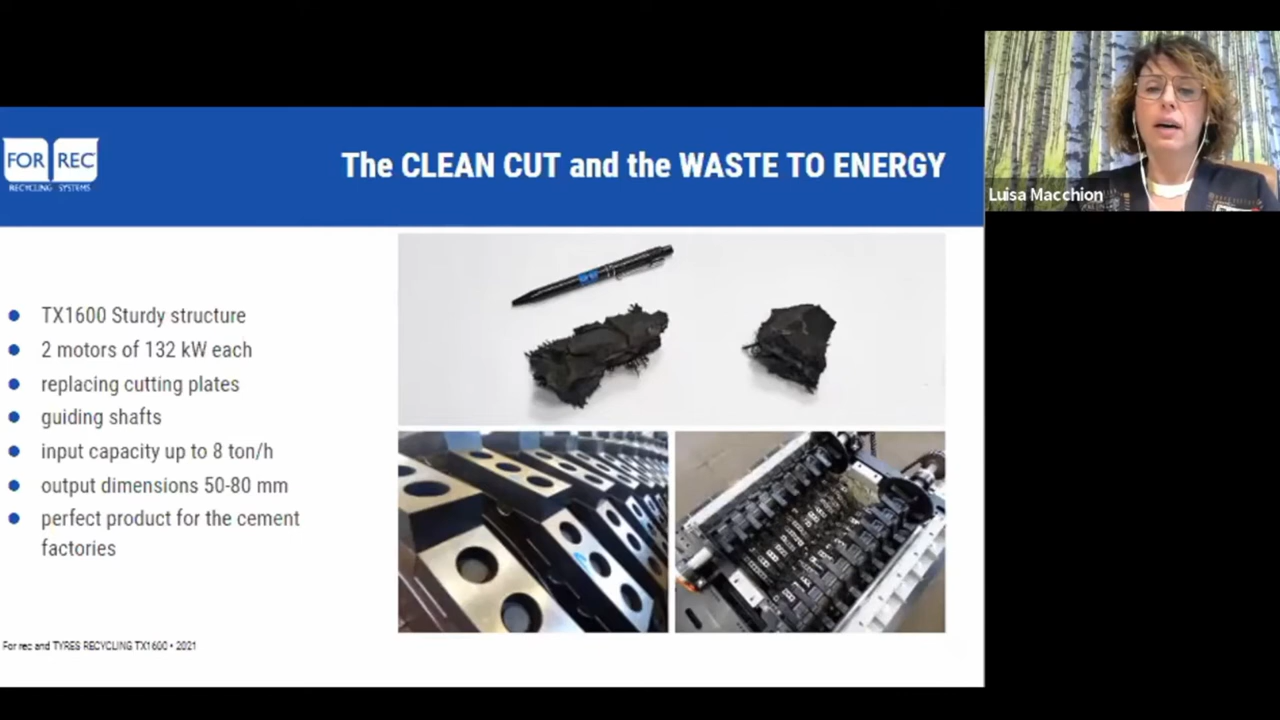 FOR REC
RECYCLING SYSTEMS
The CLEAN CUT and the WASTE TO ENERGY
Luisa Macchion
TX1600 Sturdy structure
2 motors of 132 kW each
replacing cutting plates
guiding shafts
input capacity up to 8 ton/h
output dimensions 50-80 mm
perfect product for the cement
factories
For rec and TYRES RECYCLING TX1600 • 2021